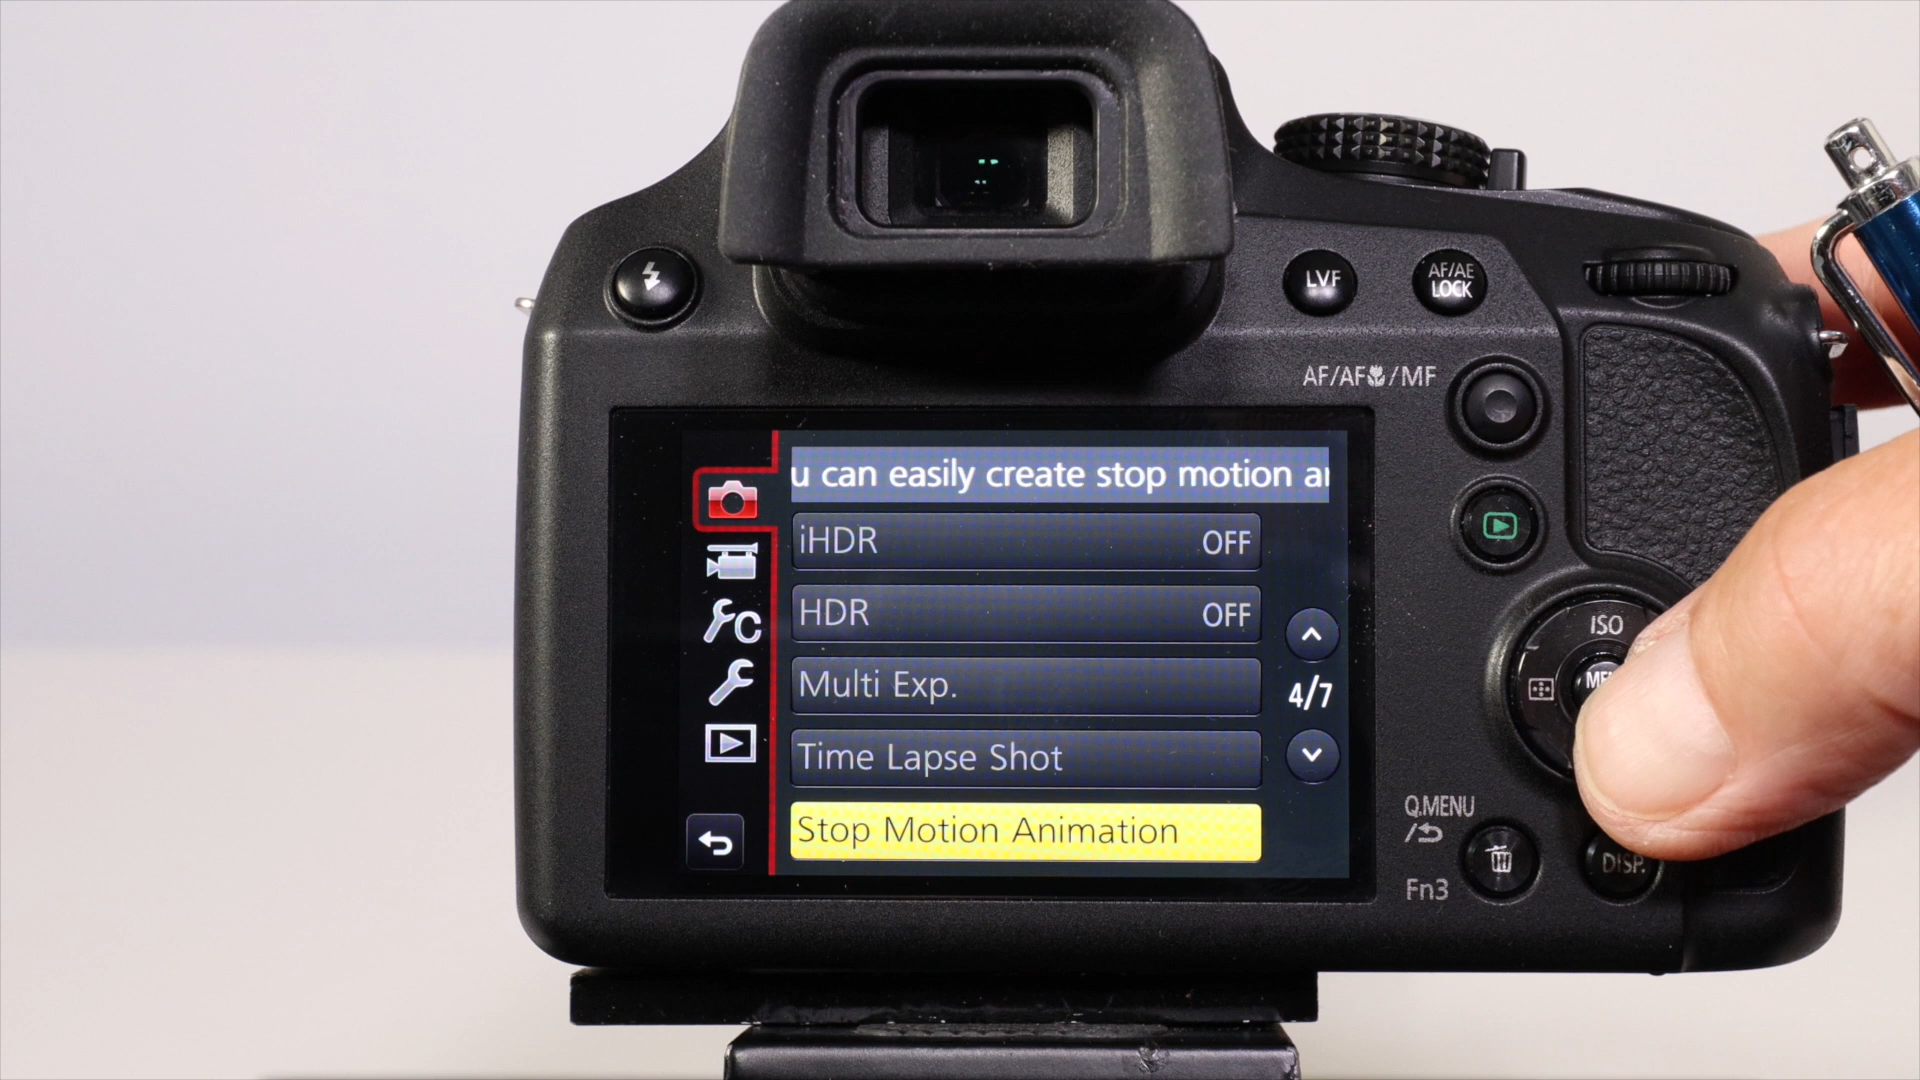 LVF
AF/AE
LOCK
AF/AF/MF
u can easily create stop motion
iHDR OFF
HDR OFF
Multi Exp.
4/7
Time Lapse Shot
Stop Motion Animation
C
ISO
Q.MENU
Fn3
DISP.